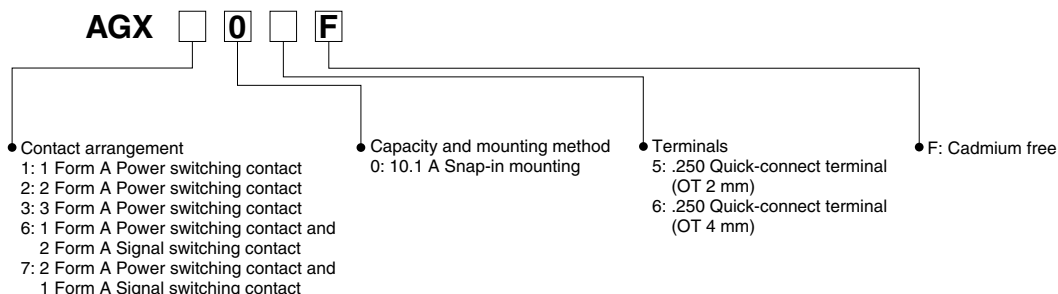 AGX 0 F
Contact arrangement
1: 1 Form A Power switching contact
2: 2 Form A Power switching contact
3: 3 Form A Power switching contact
6: 1 Form A Power switching contact and
2 Form A Signal switching contact
7: 2 Form A Power switching contact and
1 Form A Signal switching contact
Capacity and mounting method
0: 10.1 A Snap-in mounting
Terminals
5: .250 Quick-connect terminal
(OT 2 mm)
6: .250 Quick-connect terminal
(OT 4 mm)
F: Cadmium free